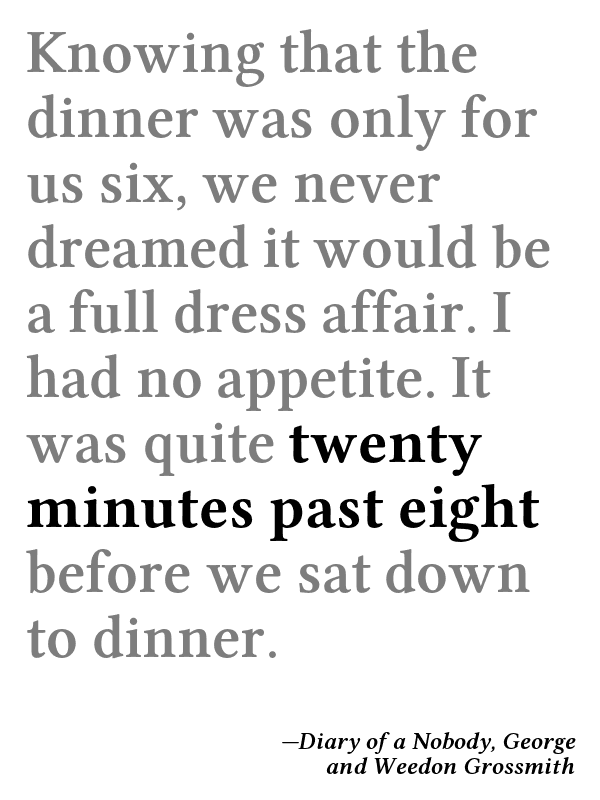 Knowing that the
dinner was only for
us six, we never
dreamed it would be
a full dress affair. I
had no appetite. It
was quite twenty
minutes past eight
before we sat down
to dinner.
—Diary of a Nobody, George
and Weedon Grossmith